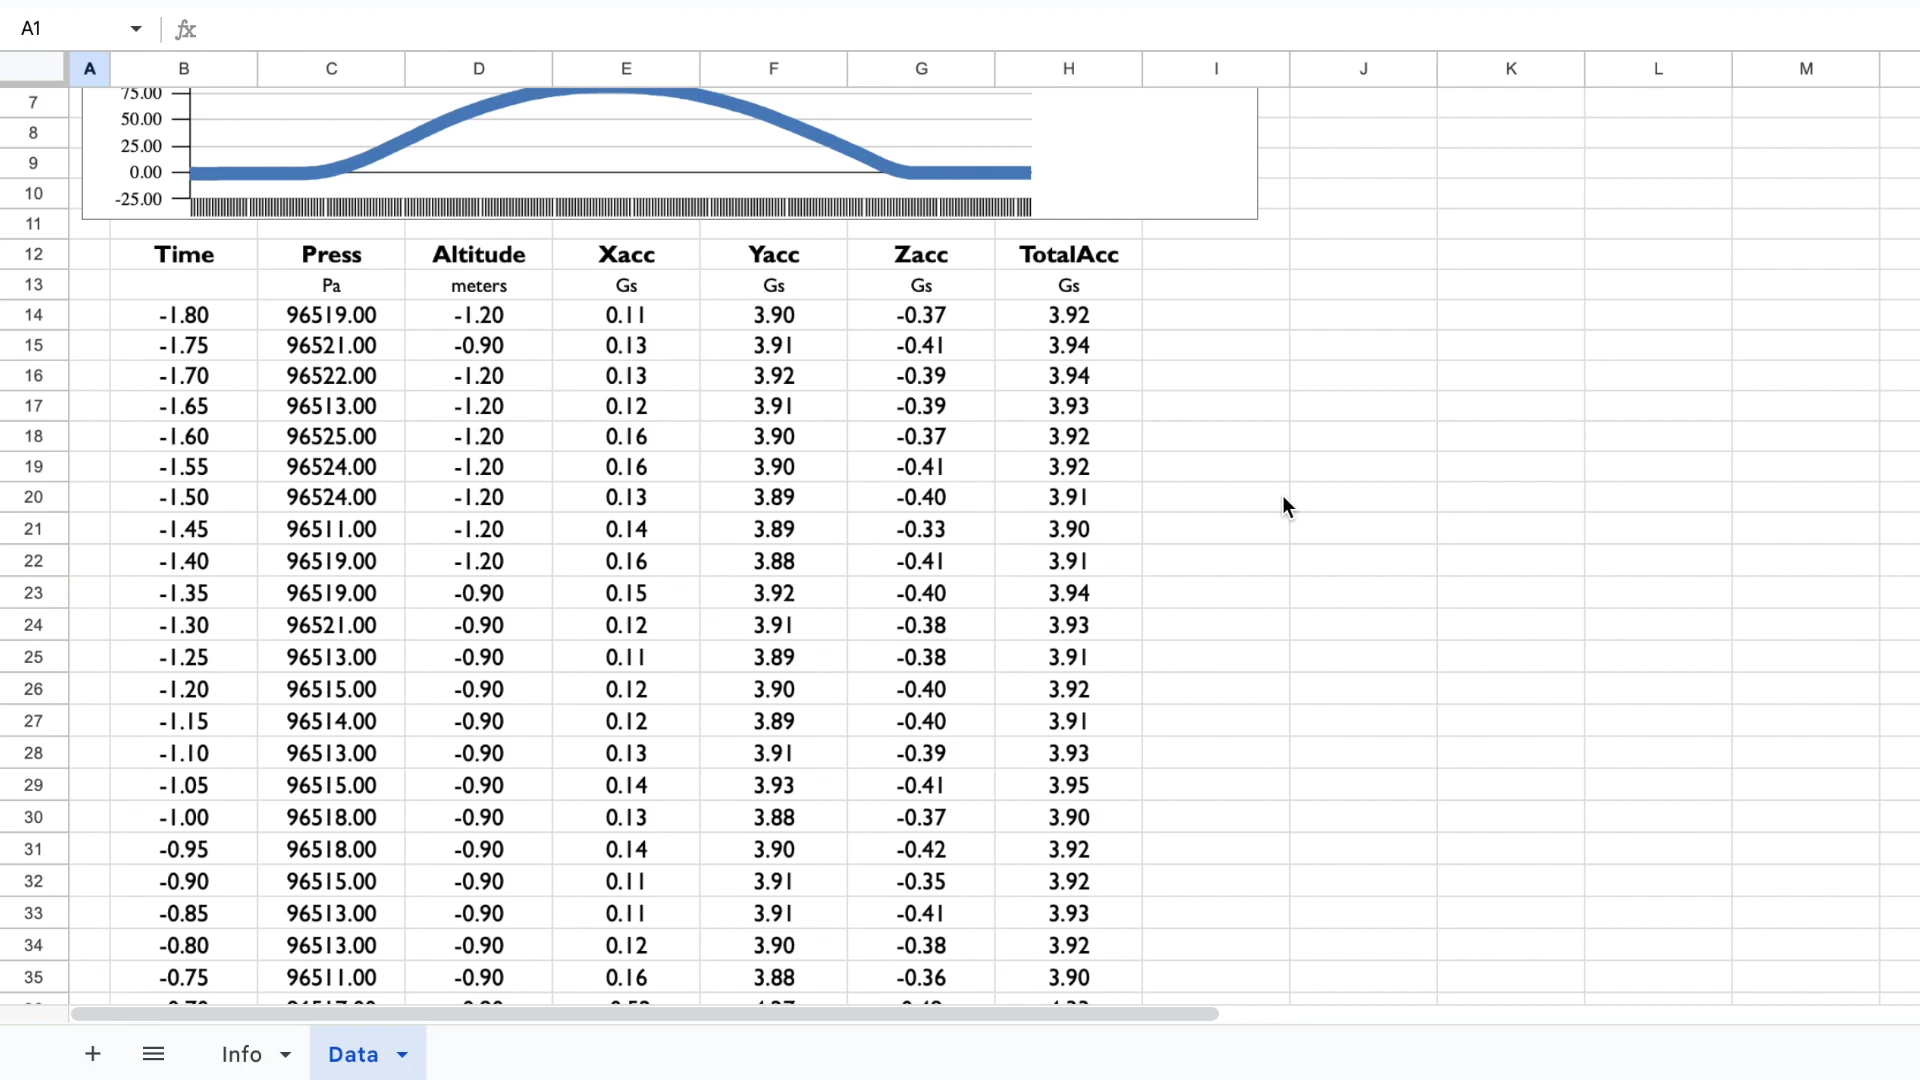 A1 fx
A B C D E F G H I J K L M
7 75.00
8 50.00
25.00
9 0.00
10 -25.00
11
12 Time Press Altitude Xacc Yacc Zacc TotalAcc
13 Pa meters Gs Gs Gs Gs
14 -1.80 96519.00 -1.20 0.11 3.90 -0.37 3.92
15 -1.75 96521.00 -0.90 0.13 3.91 -0.41 3.94
16 -1.70 96522.00 -1.20 0.13 3.92 -0.39 3.94
17 -1.65 96513.00 -1.20 0.12 3.91 -0.39 3.93
18 -1.60 96525.00 -1.20 0.16 3.90 -0.37 3.92
19 -1.55 96524.00 -1.20 0.16 3.90 -0.41 3.92
20 -1.50 96524.00 -1.20 0.13 3.89 -0.40 3.91
21 -1.45 96511.00 -1.20 0.14 3.89 -0.33 3.90
22 -1.40 96519.00 -1.20 0.16 3.88 -0.41 3.91
23 -1.35 96519.00 -0.90 0.15 3.92 -0.40 3.94
24 -1.30 96521.00 -0.90 0.12 3.91 -0.38 3.93
25 -1.25 96513.00 -0.90 0.11 3.89 -0.38 3.91
26 -1.20 96515.00 -0.90 0.12 3.90 -0.40 3.92
27 -1.15 96514.00 -0.90 0.12 3.89 -0.40 3.91
28 -1.10 96513.00 -0.90 0.13 3.91 -0.39 3.93
29 -1.05 96515.00 -0.90 0.14 3.93 -0.41 3.95
30 -1.00 96518.00 -0.90 0.13 3.88 -0.37 3.90
31 -0.95 96518.00 -0.90 0.14 3.90 -0.42 3.92
32 -0.90 96515.00 -0.90 0.11 3.91 -0.35 3.92
33 -0.85 96513.00 -0.90 0.11 3.91 -0.41 3.93
34 -0.80 96513.00 -0.90 0.12 3.90 -0.38 3.92
35 -0.75 96511.00 -0.90 0.16 3.88 -0.36 3.90
Info Data